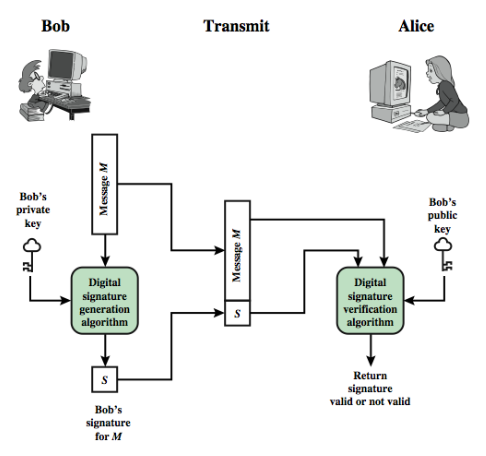 Bob
Transmit
Alice
Message M
Bob's
private
key
Digital
signature
generation
algorithm
S
Bob's
signature
for M
Message M
S
Bob's
public
key
Digital
signature
verification
algorithm
Return
signature
valid or not valid